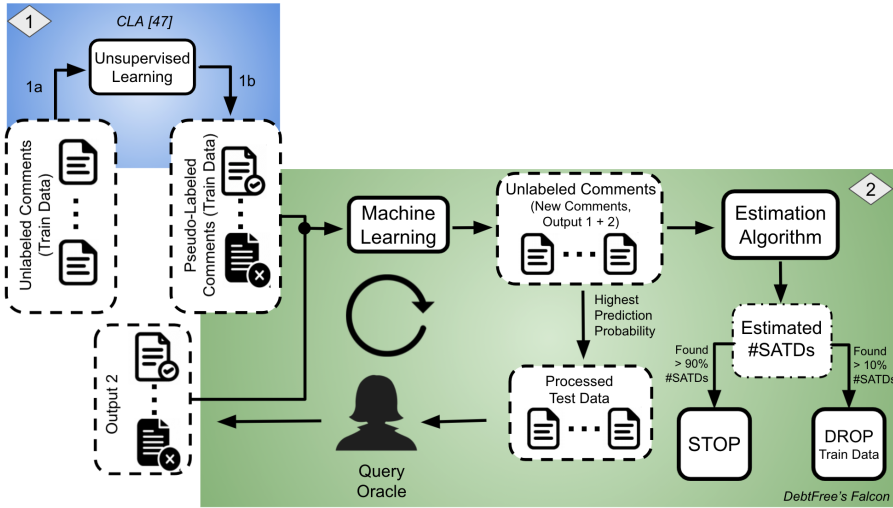 1
CLA [47]
Unsupervised
Learning
1a
1b
Unlabeled Comments
(Train Data)
Pseudo-Labeled
Comments (Train Data)
2
Machine
Learning
Unlabeled Comments
(New Comments,
Output 1 + 2)
Estimation
Algorithm
Highest
Prediction
Probability
Estimated
#SATDs
Found
> 90%
#SATDs
Found
> 10%
#SATDs
Output 2
Processed
Test Data
Query
Oracle
STOP
DROP
Train Data
DebtFree's Falcon